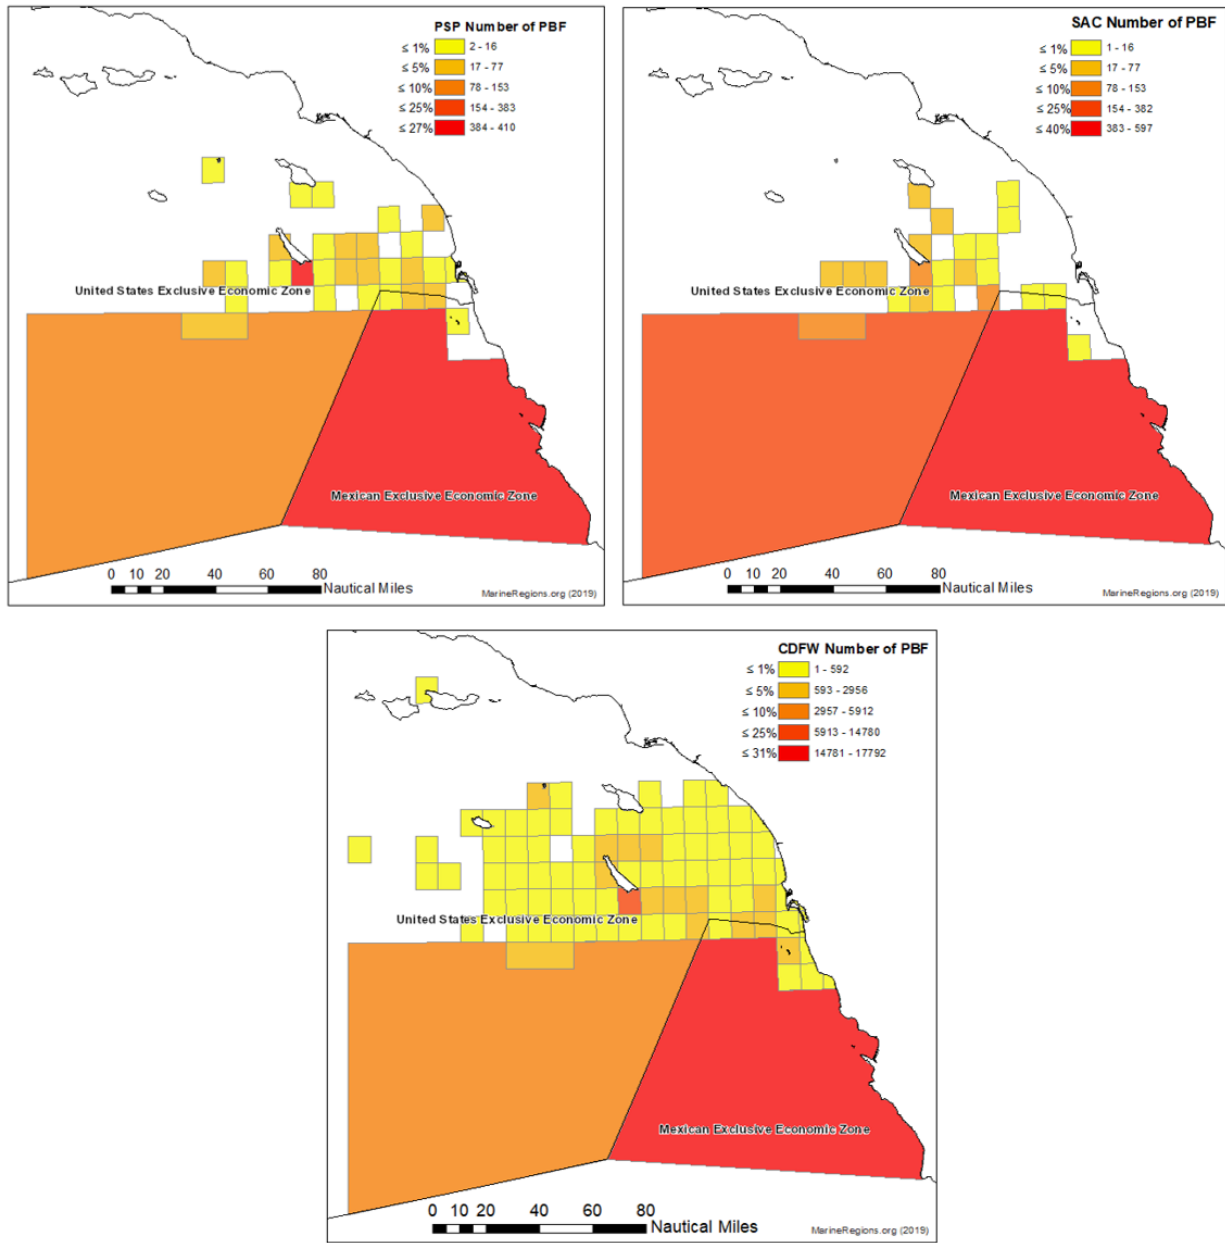 PSP Number of PBF
≤ 1% 2 - 16
≤ 5% 17 - 77
≤ 10% 78 - 153
≤ 25% 154 - 383
≤ 27% 384 - 410
United States Exclusive Economic Zone
Mexican Exclusive Economic Zone
0 10 20 40 60 80
Nautical Miles
MarineRegions.org (2019)
SAC Number of PBF
≤ 1% 1 - 16
≤ 5% 17 - 77
≤ 10% 78 - 153
≤ 25% 154 - 382
≤ 40% 383 - 597
United States Exclusive Economic Zone
Mexican Exclusive Economic Zone
0 10 20 40 60 80
Nautical Miles
MarineRegions.org (2019)
CDFW Number of PBF
≤ 1% 1 - 592
≤ 5% 593 - 2956
≤ 10% 2957 - 5912
≤ 25% 5913 - 14780
≤ 31% 14781 - 17792
United States Exclusive Economic Zone
Mexican Exclusive Economic Zone
0 10 20 40 60 80
Nautical Miles
MarineRegions.org (2019)